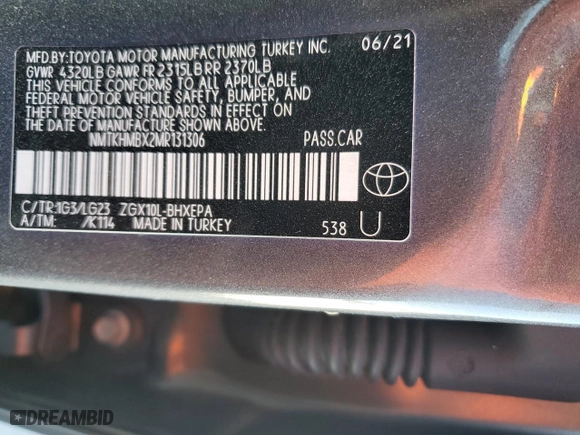 MFD.BY:TOYOTA MOTOR MANUFACTURING TURKEY INC. 06/21
GVWR 4320LB GAWR FR 2315LB RR 2370LB
THIS VEHICLE CONFORMS TO ALL APPLICABLE
FEDERAL MOTOR VEHICLE SAFETY, BUMPER, AND
THEFT PREVENTION STANDARDS IN EFFECT ON
THE DATE OF MANUFACTURE SHOWN ABOVE.
NMTKHMBX2MR131306 PASS.CAR
C/TR:1G3/LG23 ZGX10L-BHXEPA
A/TM: /K114 MADE IN TURKEY 538 U
DREAMBID